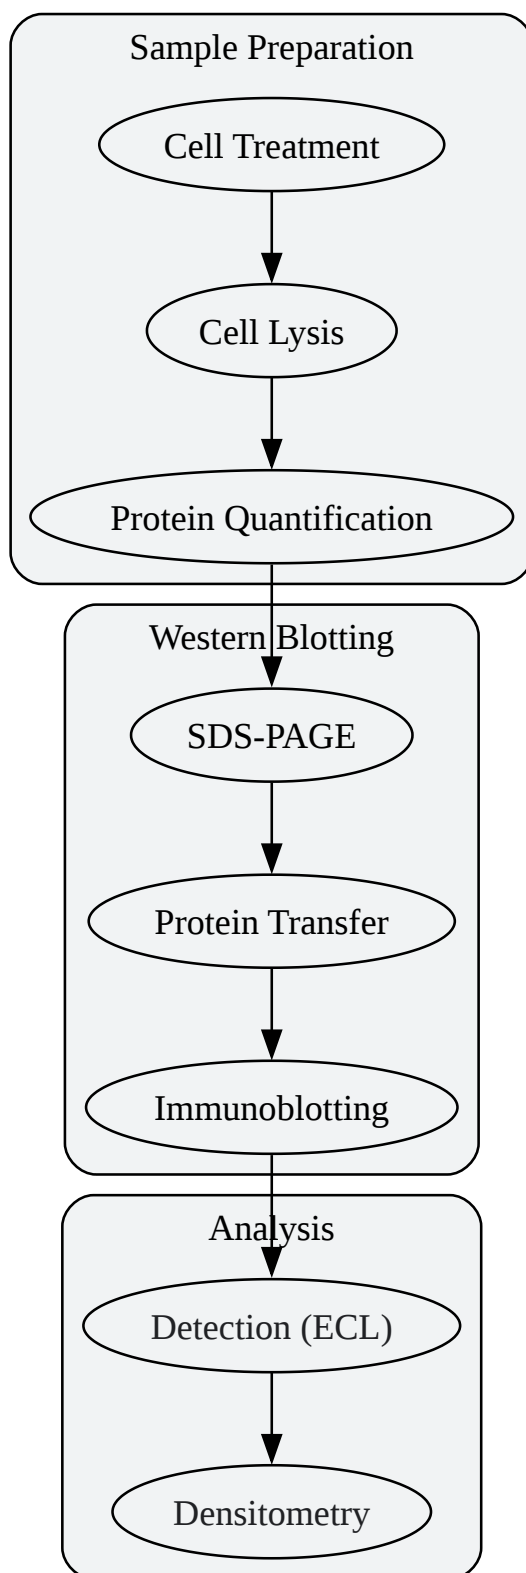 Sample Preparation
Cell Treatment
Cell Lysis
Protein Quantification
Western Blotting
SDS-PAGE
Protein Transfer
Immunoblotting
Analysis
Detection (ECL)
Densitometry